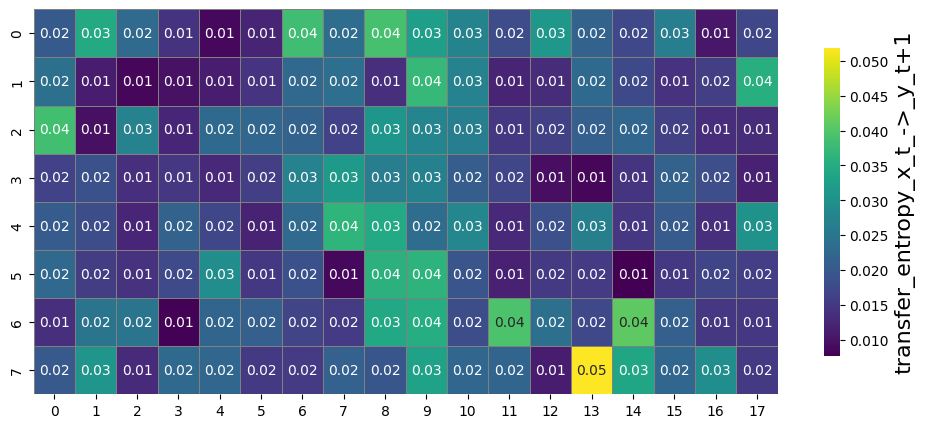 0 0.02 0.03 0.02 0.01 0.01 0.01 0.04 0.02 0.04 0.03 0.03 0.02 0.03 0.02 0.02 0.03 0.01 0.02
1 0.02 0.01 0.01 0.01 0.01 0.01 0.02 0.02 0.01 0.04 0.03 0.01 0.01 0.02 0.02 0.01 0.02 0.04
2 0.04 0.01 0.03 0.01 0.02 0.02 0.02 0.02 0.03 0.03 0.03 0.01 0.02 0.02 0.02 0.02 0.01 0.01
3 0.02 0.02 0.01 0.01 0.01 0.02 0.03 0.03 0.03 0.03 0.02 0.02 0.01 0.01 0.01 0.02 0.02 0.01
4 0.02 0.02 0.01 0.02 0.02 0.01 0.02 0.04 0.03 0.02 0.03 0.01 0.02 0.03 0.01 0.02 0.01 0.03
5 0.02 0.02 0.01 0.02 0.03 0.01 0.02 0.01 0.04 0.04 0.02 0.01 0.02 0.02 0.01 0.01 0.02 0.02
6 0.01 0.02 0.02 0.01 0.02 0.02 0.02 0.02 0.03 0.04 0.02 0.04 0.02 0.02 0.04 0.02 0.01 0.01
7 0.02 0.03 0.01 0.02 0.02 0.02 0.02 0.02 0.02 0.03 0.02 0.02 0.01 0.05 0.03 0.02 0.03 0.02
0 1 2 3 4 5 6 7 8 9 10 11 12 13 14 15 16 17
0.050
0.045
0.040
0.035
0.030
0.025
0.020
0.015
0.010
transfer_entropy_x_t_->_y_t+1